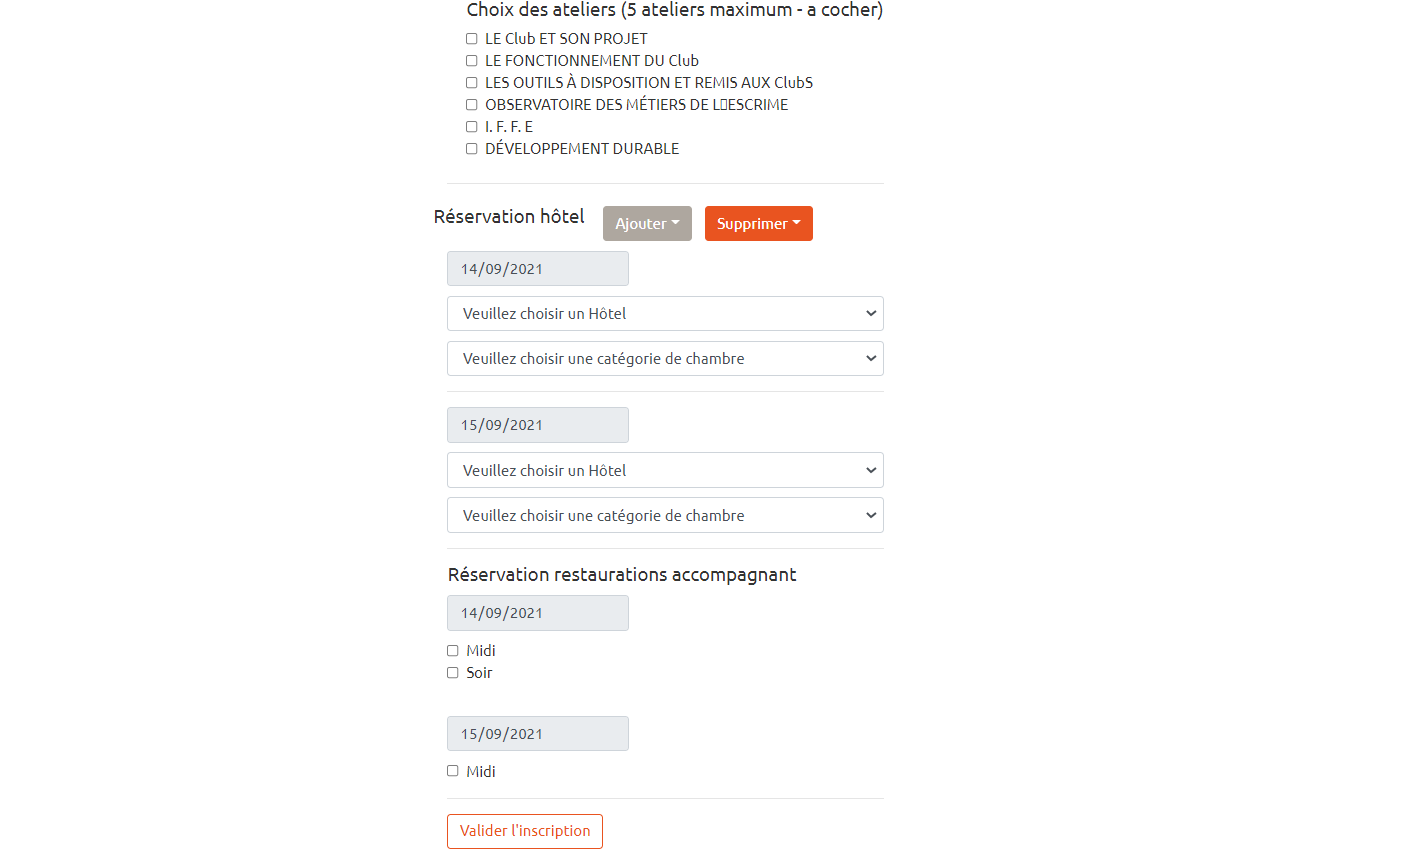 Choix des ateliers (5 ateliers maximum - a cocher)
LE Club ET SON PROJET
LE FONCTIONNEMENT DU Club
LES OUTILS À DISPOSITION ET REMIS AUX ClubS
OBSERVATOIRE DES MÉTIERS DE L▯ESCRIME
I. F. F. E
DÉVELOPPEMENT DURABLE
Réservation hôtel Ajouter Supprimer
14/09/2021
Veuillez choisir un Hôtel
Veuillez choisir une catégorie de chambre
15/09/2021
Veuillez choisir un Hôtel
Veuillez choisir une catégorie de chambre
Réservation restaurations accompagnant
14/09/2021
Midi
Soir
15/09/2021
Midi
Valider l'inscription